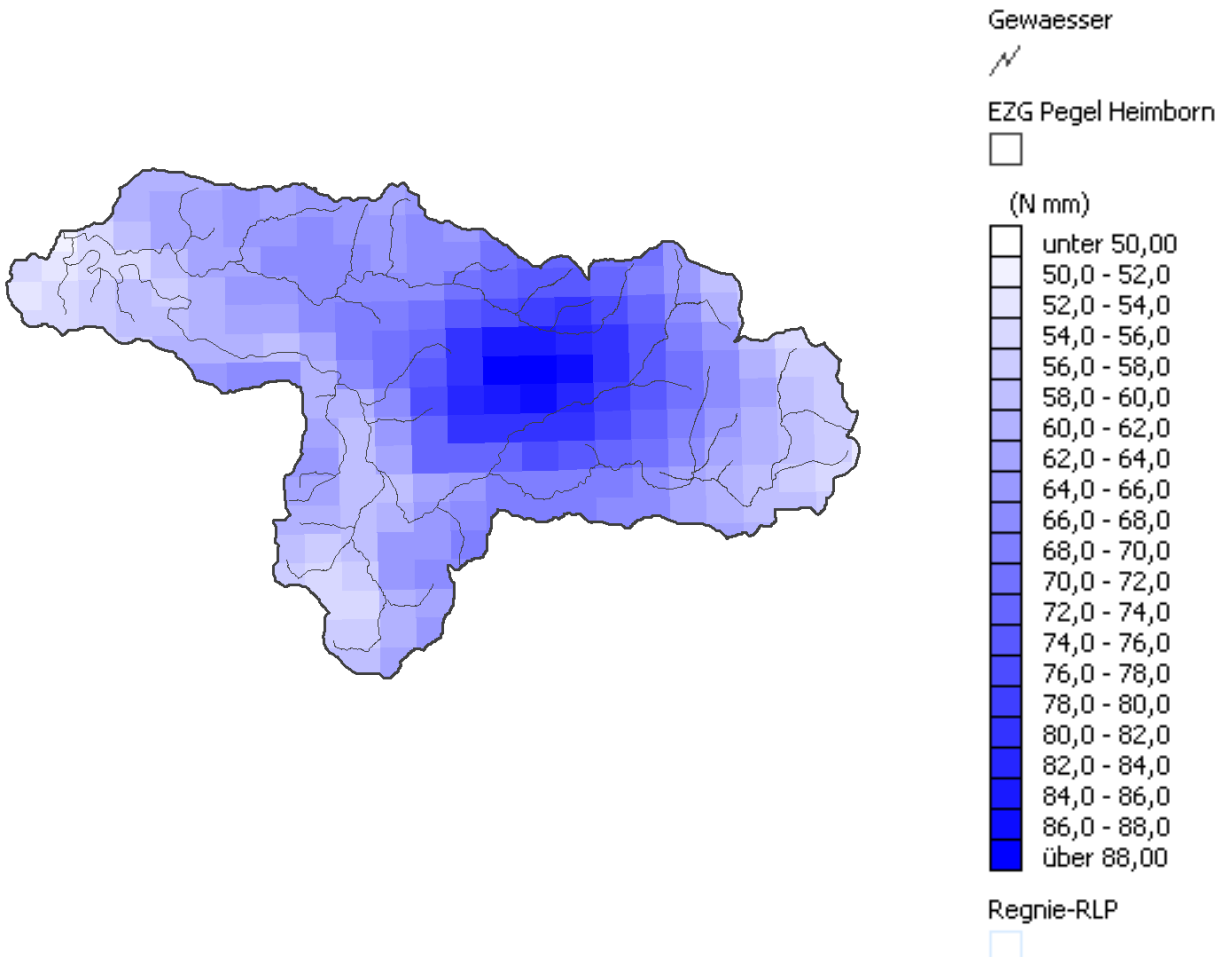 Gewaesser
EZG Pegel Heimborn
(N mm)
unter 50,00
50,0 - 52,0
52,0 - 54,0
54,0 - 56,0
56,0 - 58,0
58,0 - 60,0
60,0 - 62,0
62,0 - 64,0
64,0 - 66,0
66,0 - 68,0
68,0 - 70,0
70,0 - 72,0
72,0 - 74,0
74,0 - 76,0
76,0 - 78,0
78,0 - 80,0
80,0 - 82,0
82,0 - 84,0
84,0 - 86,0
86,0 - 88,0
über 88,00
Regnie-RLP